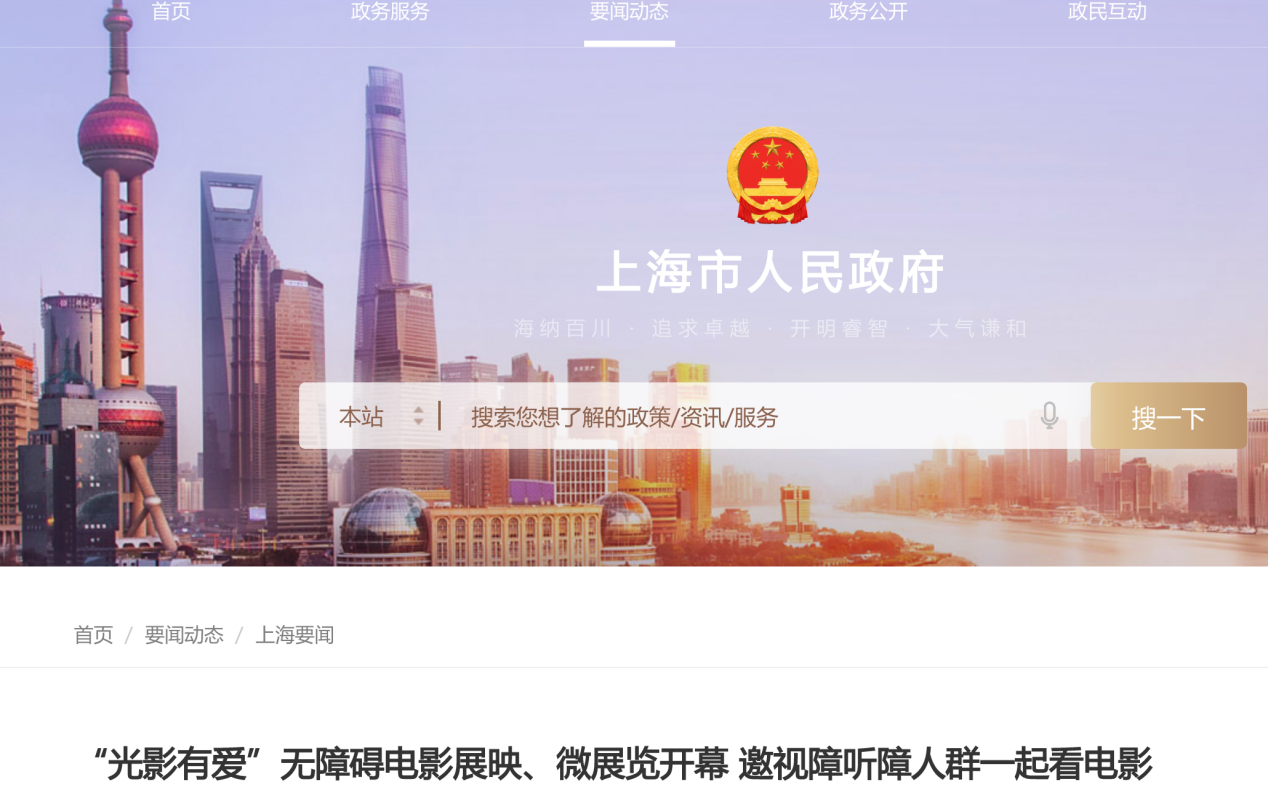 首页 政务服务 要闻动态 政务公开 政民互动
上海市人民政府
海纳百川 · 追求卓越 · 开明睿智 · 大气谦和
本站 搜索您想了解的政策/资讯/服务 搜一下
首页 / 要闻动态 / 上海要闻
“光影有爱”无障碍电影展映、微展览开幕 邀视障听障人群一起看电影